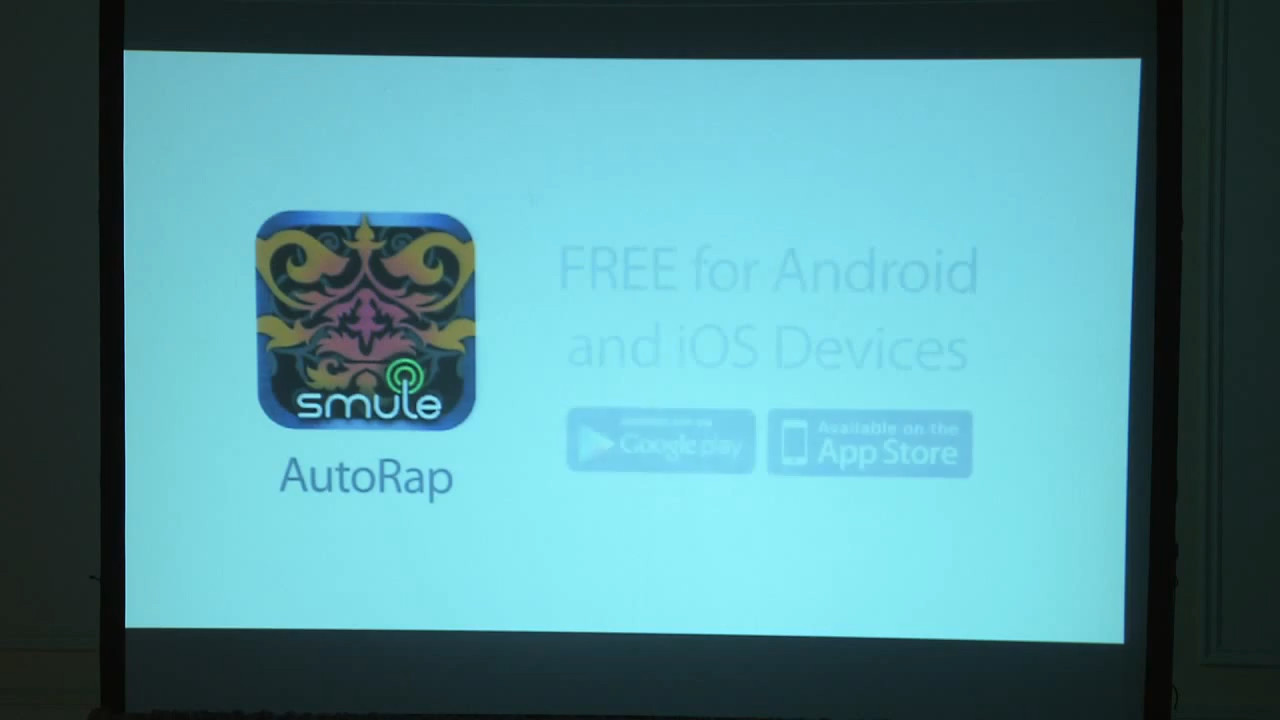 FREE for Android
and iOS Devices
smule
AutoRap
Google play
Available on the
App Store